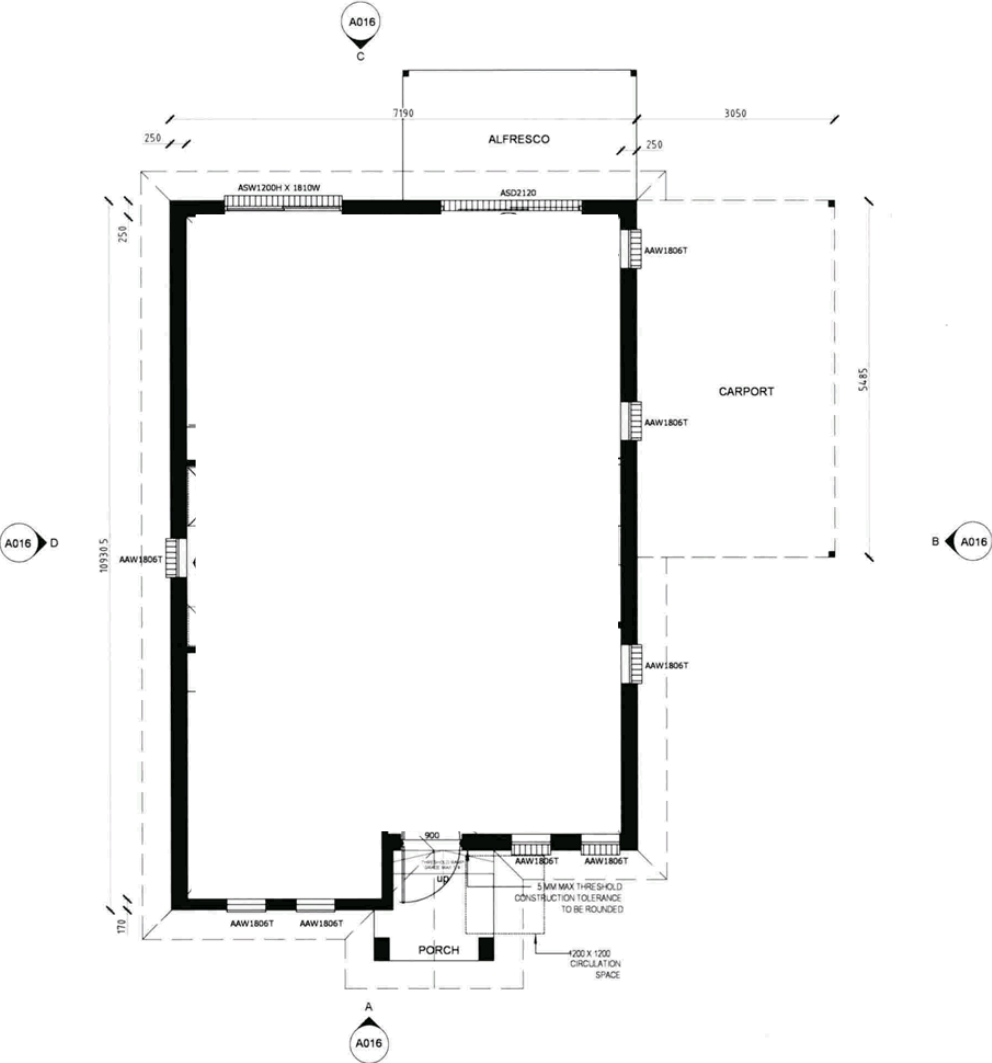 A016
C
7190
3050
250
ALFRESCO
250
ASW1200H X 1810W
ASD2120
250
AAW1806T
CARPORT
5485
AAW1806T
A016
D
10930.5
AAW1806T
B
A016
AAW1806T
900
up
AAW1806T
AAW1806T
5 MM MAX THRESHOLD
CONSTRUCTION TOLERANCE
TO BE ROUNDED
170
AAW1806T
AAW1806T
PORCH
1200 X 1200
CIRCULATION
SPACE
A
A016